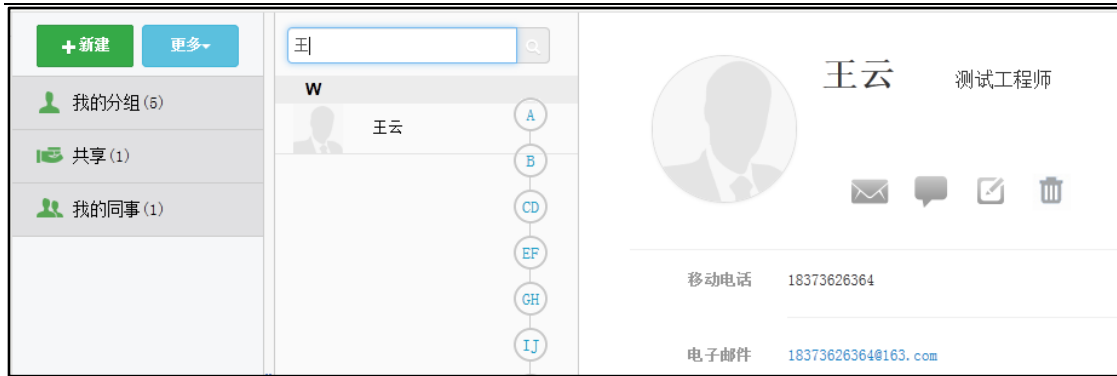 新建 更多
我的分组(5)
共享(1)
我的同事(1)
王
W
王云
A
B
CD
EF
GH
IJ
王云 测试工程师
移动电话 18373626364
电子邮件 18373626364@163.com